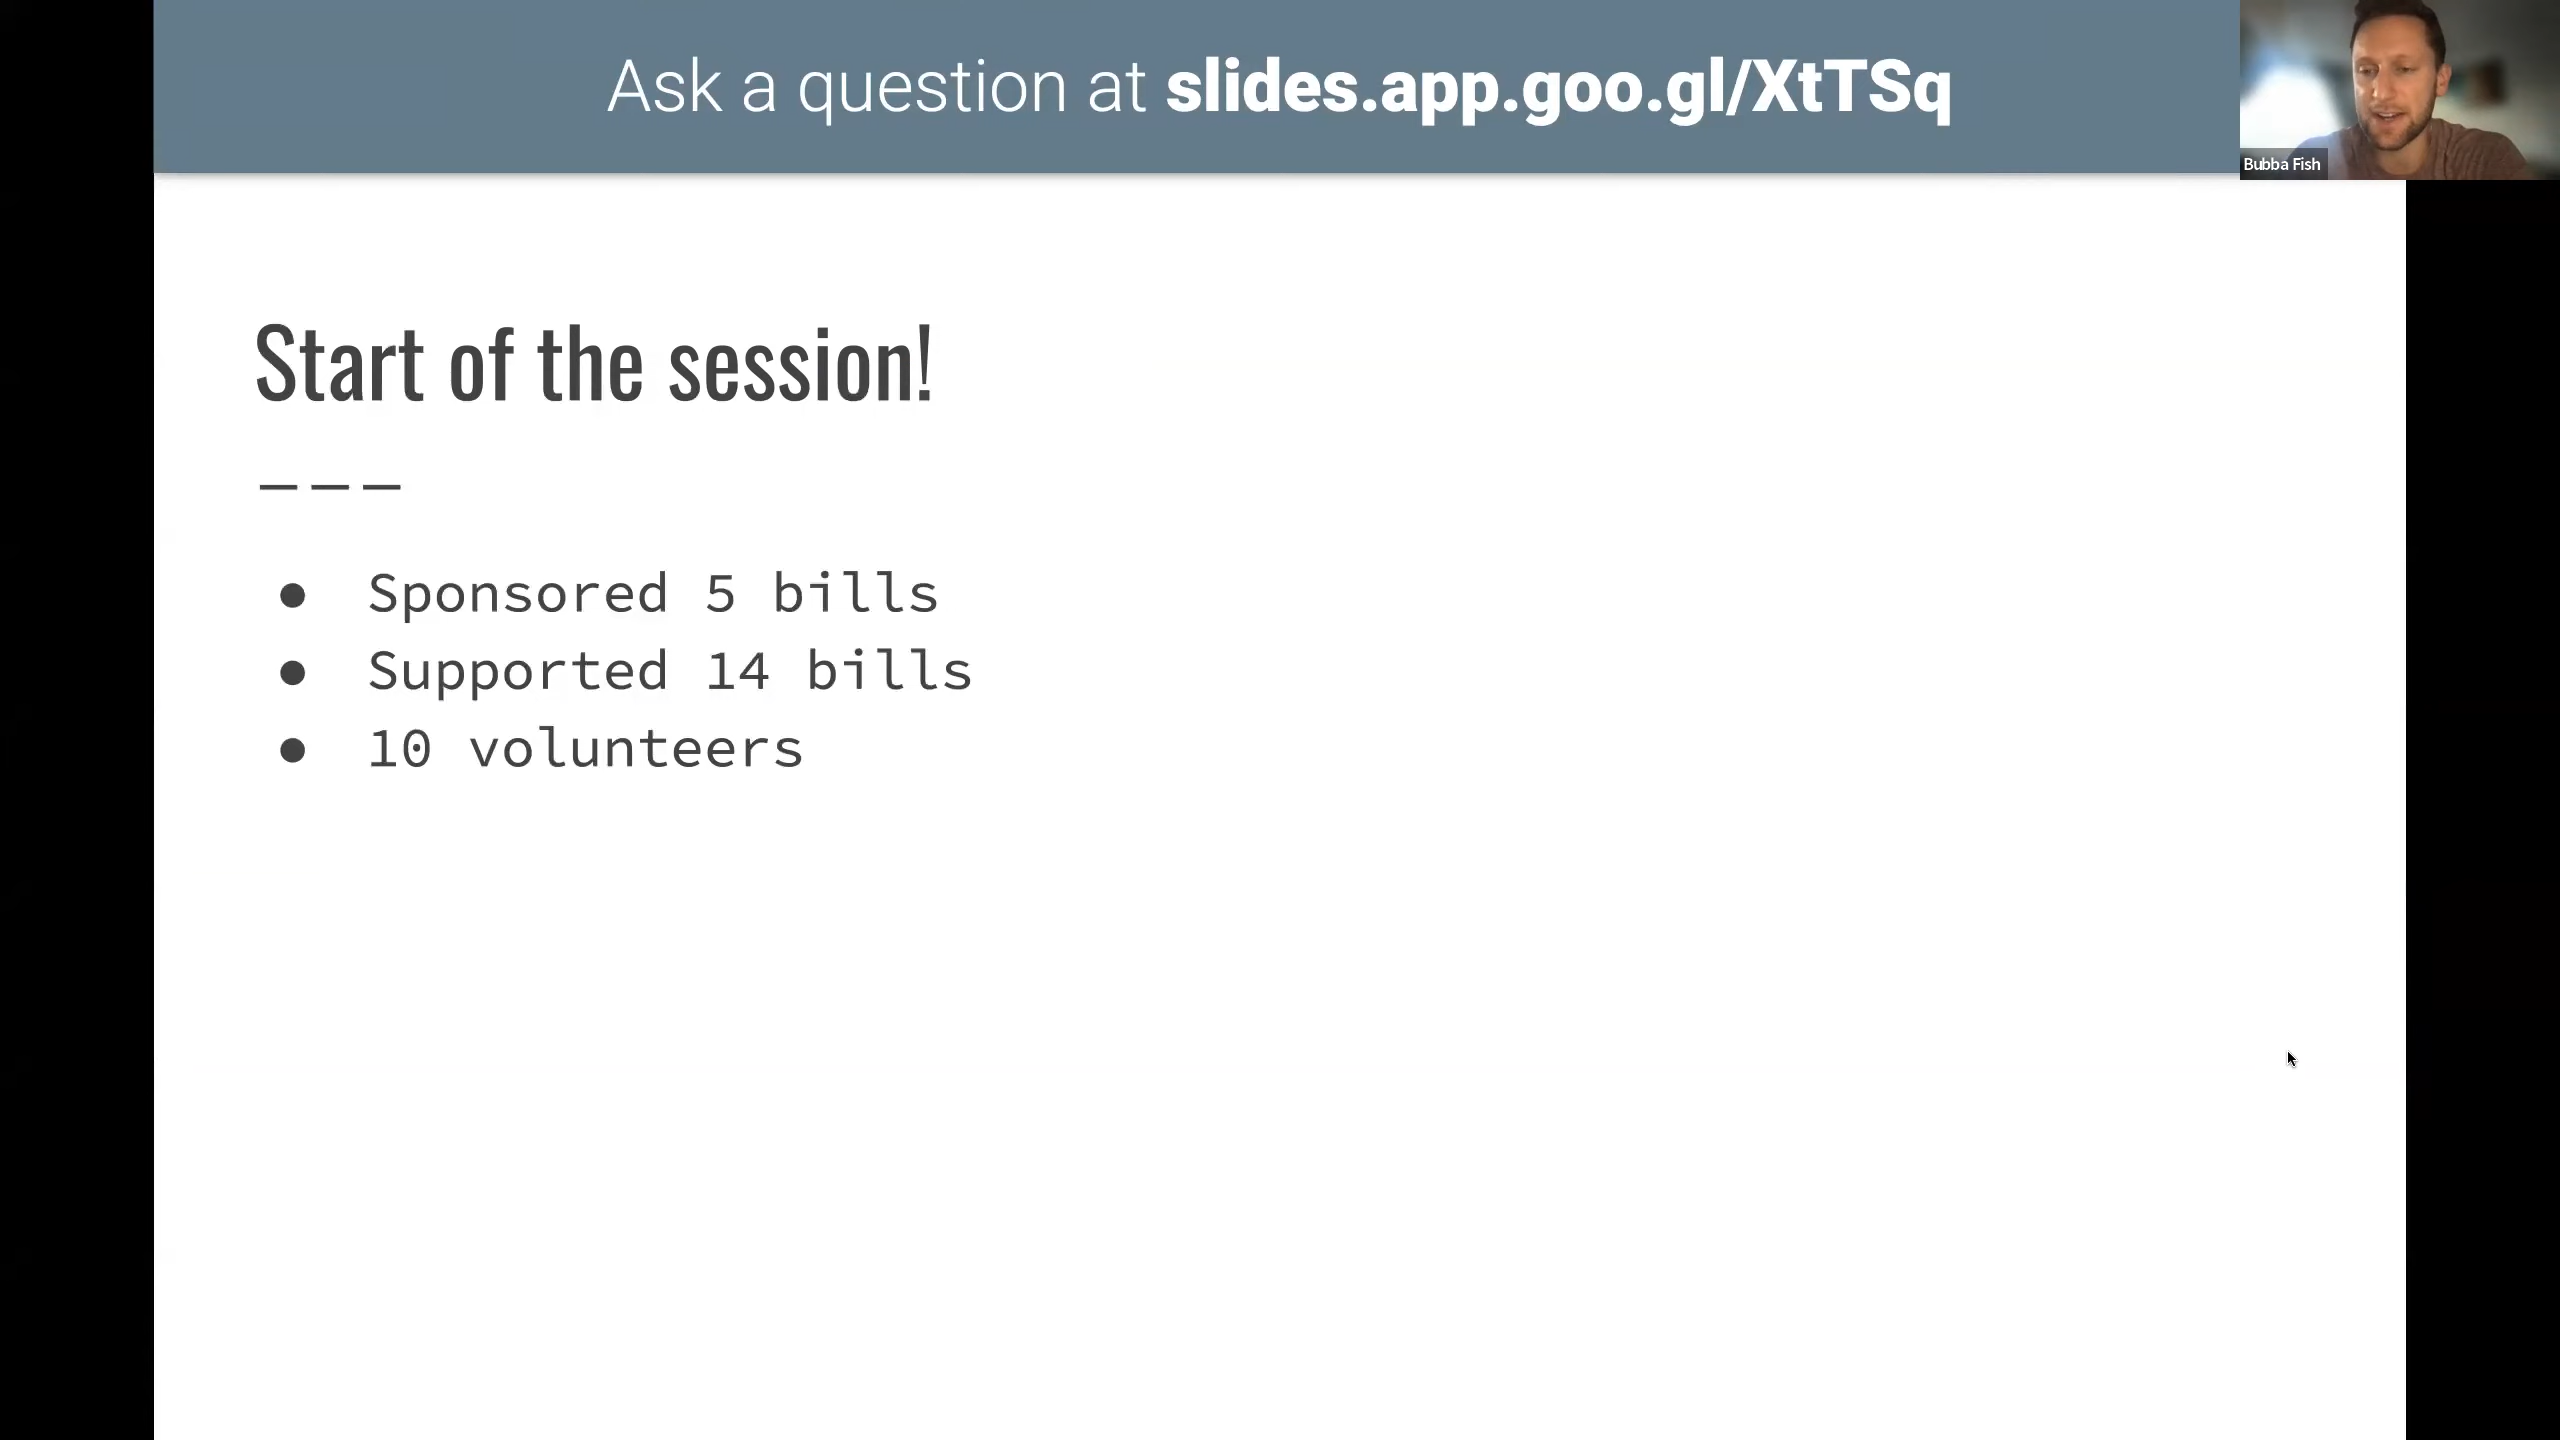 Ask a question at slides.app.goo.gl/XtTSq
Bubba Fish
Start of the session!
– – –
● Sponsored 5 bills
● Supported 14 bills
● 10 volunteers